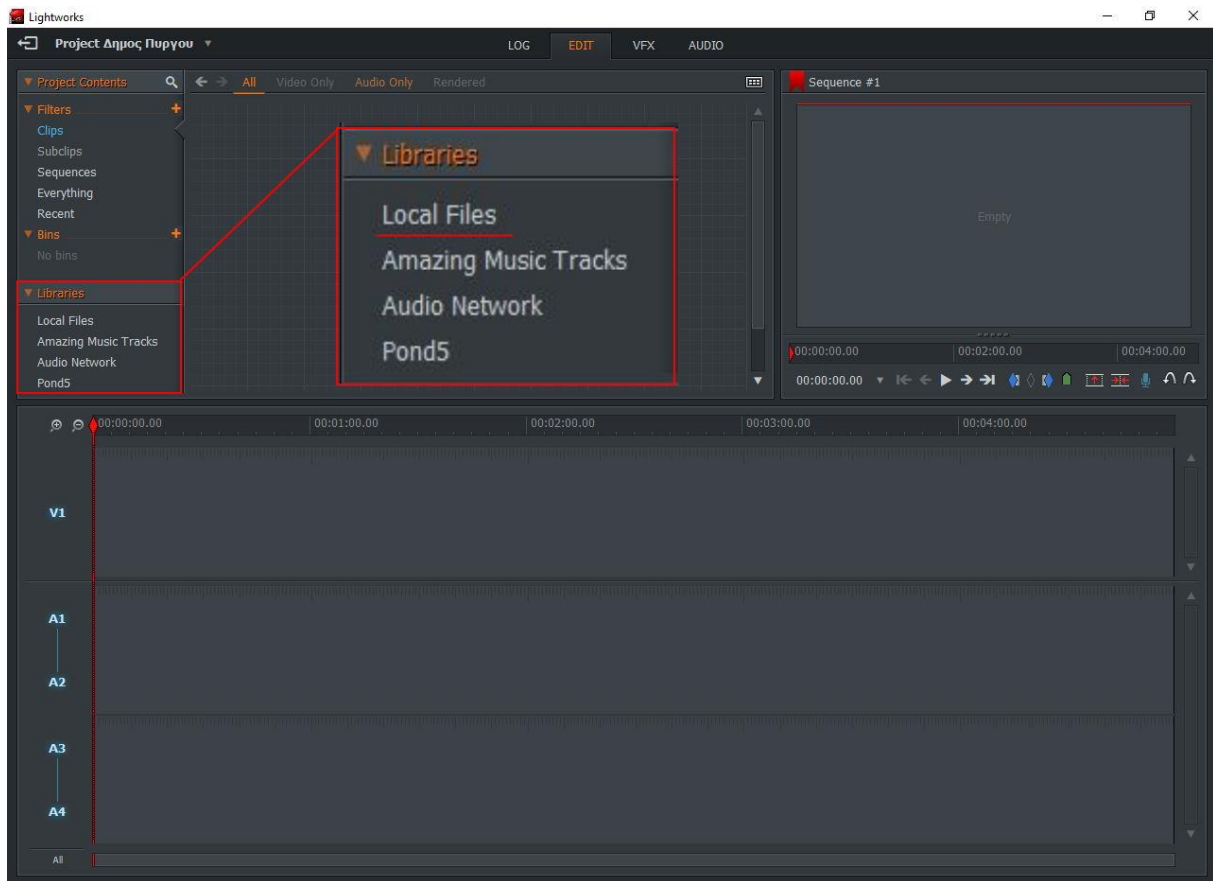 Lightworks
Project Δημος Πυργου
LOG EDIT VFX AUDIO
Project Contents
Filters
Clips
Subclips
Sequences
Everything
Recent
Bins
No bins
Libraries
Local Files
Amazing Music Tracks
Audio Network
Pond5
All Video Only Audio Only Rendered
Libraries
Local Files
Amazing Music Tracks
Audio Network
Pond5
Sequence #1
Empty
00:00:00.00 00:02:00.00 00:04:00.00
00:00:00.00
00:00:00.00 00:01:00.00 00:02:00.00 00:03:00.00 00:04:00.00
V1
A1
A2
A3
A4
All